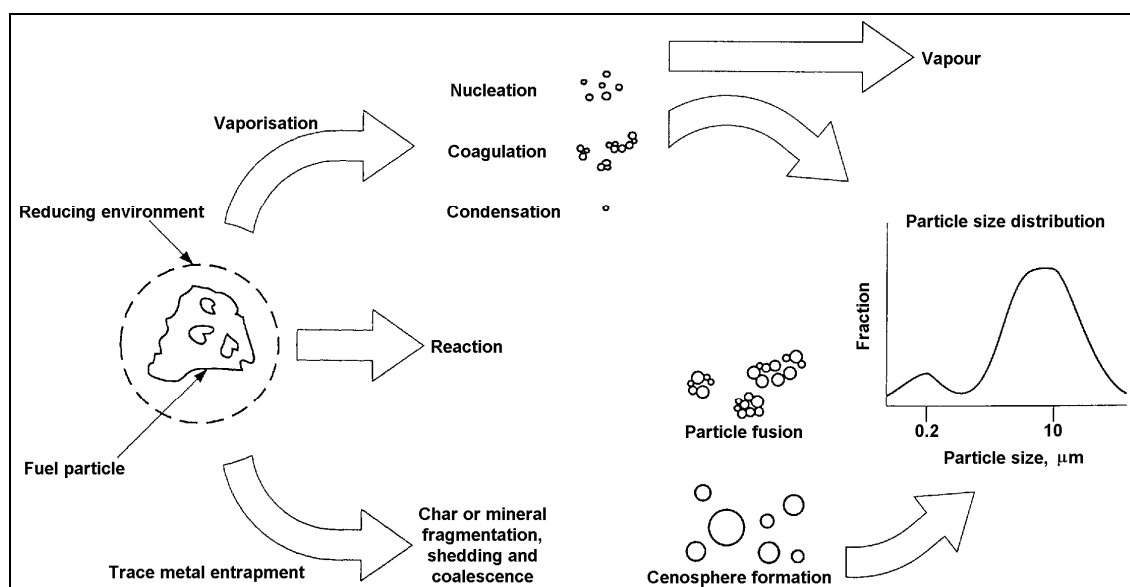 Vapour
Nucleation
Vaporisation
Coagulation
Condensation
Reducing environment
Particle size distribution
Fraction
Reaction
0.2
10
Particle size, μm
Particle fusion
Fuel particle
Char or mineral
fragmentation,
shedding and
coalescence
Trace metal entrapment
Cenosphere formation